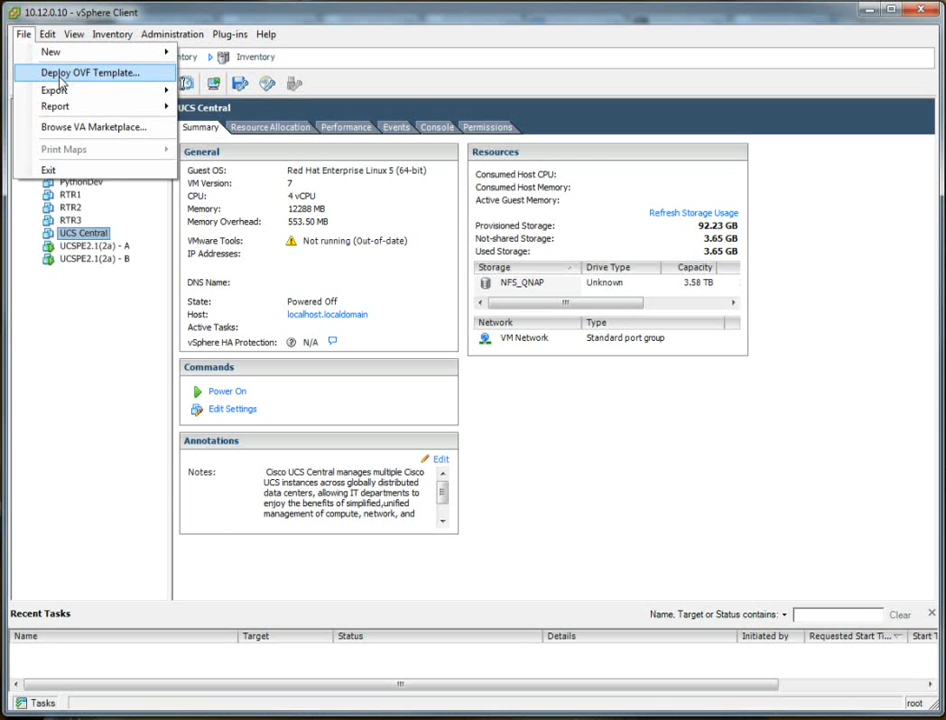 10.12.0.10 - vSphere Client
File Edit View Inventory Administration Plug-ins Help
New
Deploy OVF Template...
Export
Report
Browse VA Marketplace...
Print Maps
Exit
Inventory
PythonDev
RTR1
RTR2
RTR3
UCS Central
UCSPE2.1(2a) - A
UCSPE2.1(2a) - B
UCS Central
Summary Resource Allocation Performance Events Console Permissions
General
Guest OS: Red Hat Enterprise Linux 5 (64-bit)
VM Version: 7
CPU: 4 vCPU
Memory: 12288 MB
Memory Overhead: 553.50 MB
VMware Tools: Not running (Out-of-date)
IP Addresses:
DNS Name:
State: Powered Off
Host: localhost.localdomain
Active Tasks:
vSphere HA Protection: N/A
Commands
Power On
Edit Settings
Annotations
Edit
Notes: Cisco UCS Central manages multiple Cisco
UCS instances across globally distributed
data centers, allowing IT departments to
enjoy the benefits of simplified,unified
management of compute, network, and
Resources
Consumed Host CPU:
Consumed Host Memory:
Active Guest Memory:
Refresh Storage Usage
Provisioned Storage: 92.23 GB
Not-shared Storage: 3.65 GB
Used Storage: 3.65 GB
Storage Drive Type Capacity
NFS_QNAP Unknown 3.58 TB
Network Type
VM Network Standard port group
Recent Tasks
Name, Target or Status contains: Clear
Name Target Status Details Initiated by Requested Start Ti... Start T
Tasks
root